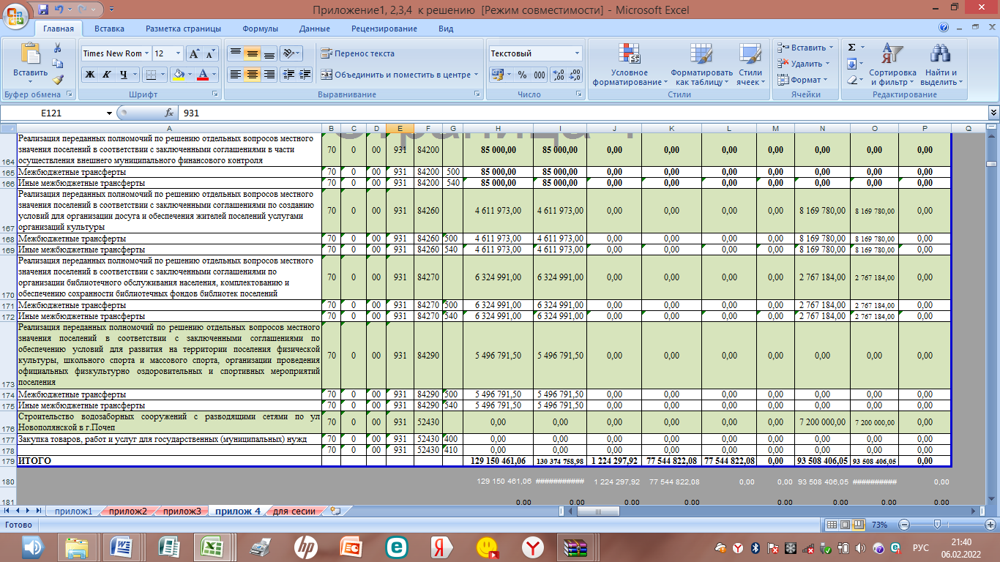 Приложение1, 2,3,4 к решению [Режим совместимости] - Microsoft Excel
Главная Вставка Разметка страницы Формулы Данные Рецензирование Вид
Вставить
Times New Rom 12
Ж К Ч
Перенос текста
Объединить и поместить в центре
Текстовый
% 000
Условное форматирование
Форматировать как таблицу
Стили ячеек
Вставить
Удалить
Формат
Сортировка и фильтр
Найти и выделить
Буфер обмена Шрифт Выравнивание Число Стили Ячейки Редактирование
E121 fx 931
A B C D E F G H I J K L M N O P Q
Реализация переданных полномочий по решению отдельных вопросов местного
значения поселений в соответствии с заключенными соглашениями в части
осуществления внешнего муниципального финансового контроля
164 70 0 00 931 84200 85 000,00 85 000,00 0,00 0,00 0,00 0,00 0,00 0,00 0,00
165 Межбюджетные трансферты 70 0 00 931 84200 500 85 000,00 85 000,00 0,00 0,00 0,00 0,00 0,00 0,00 0,00
166 Иные межбюджетные трансферты 70 0 00 931 84200 540 85 000,00 85 000,00 0,00 0,00 0,00 0,00 0,00 0,00 0,00
Реализация переданных полномочий по решению отдельных вопросов местного
значения поселений в соответствии с заключенными соглашениями по созданию
условий для организации досуга и обеспечения жителей поселений услугами
организаций культуры
167 70 0 00 931 84260 4 611 973,00 4 611 973,00 0,00 0,00 0,00 0,00 8 169 780,00 8 169 780,00 0,00
168 Межбюджетные трансферты 70 0 00 931 84260 500 4 611 973,00 4 611 973,00 0,00 0,00 0,00 0,00 8 169 780,00 8 169 780,00 0,00
169 Иные межбюджетные трансферты 70 0 00 931 84260 540 4 611 973,00 4 611 973,00 0,00 0,00 0,00 0,00 8 169 780,00 8 169 780,00 0,00
Реализация переданных полномочий по решению отдельных вопросов местного
значения поселений в соответствии с заключенными соглашениями по
организации библиотечного обслуживания населения, комплектованию и
обеспечению сохранности библиотечных фондов библиотек поселений
170 70 0 00 931 84270 6 324 991,00 6 324 991,00 0,00 0,00 0,00 0,00 2 767 184,00 2 767 184,00 0,00
171 Межбюджетные трансферты 70 0 00 931 84270 500 6 324 991,00 6 324 991,00 0,00 0,00 0,00 0,00 2 767 184,00 2 767 184,00 0,00
172 Иные межбюджетные трансферты 70 0 00 931 84270 540 6 324 991,00 6 324 991,00 0,00 0,00 0,00 0,00 2 767 184,00 2 767 184,00 0,00
Реализация переданных полномочий по решению отдельных вопросов местного
значения поселений в соответствии с заключенными соглашениями по
обеспечению условий для развития на территории поселения физической
культуры, школьного спорта и массового спорта, организации проведения
официальных физкультурно оздоровительных и спортивных мероприятий
поселения
173 70 0 00 931 84290 5 496 791,50 5 496 791,50 0,00 0,00 0,00 0,00 0,00 0,00 0,00
174 Межбюджетные трансферты 70 0 00 931 84290 500 5 496 791,50 5 496 791,50 0,00 0,00 0,00 0,00 0,00 0,00 0,00
175 Иные межбюджетные трансферты 70 0 00 931 84290 540 5 496 791,50 5 496 791,50 0,00 0,00 0,00 0,00 0,00 0,00 0,00
Строительство водозаборных сооружений с разводящими сетями по ул
Новополянской в г.Почеп
176 70 0 00 931 52430 0,00 0,00 0,00 0,00 0,00 0,00 7 200 000,00 7 200 000,00 0,00
177 Закупка товаров, работ и услуг для государственных (муниципальных) нужд 70 0 00 931 52430 400 0,00 0,00 0,00 0,00 0,00 0,00 0,00 0,00 0,00
178 70 0 00 931 52430 410 0,00 0,00 0,00 0,00 0,00 0,00 0,00 0,00 0,00
179 ИТОГО 129 150 461,06 130 374 758,98 1 224 297,92 77 544 822,08 77 544 822,08 0,00 93 508 406,05 93 508 406,05 0,00
180 129 150 461,06 ########### 1 224 297,92 77 544 822,08 0,00 0,00 93 508 406,05 ########## 0,00
181 0,00 0,00 0,00 0,00 0,00 0,00 0,00 0,00
прилож1 прилож2 прилож3 прилож 4 для сесии
Готово 73%
РУС
21:40
06.02.2022